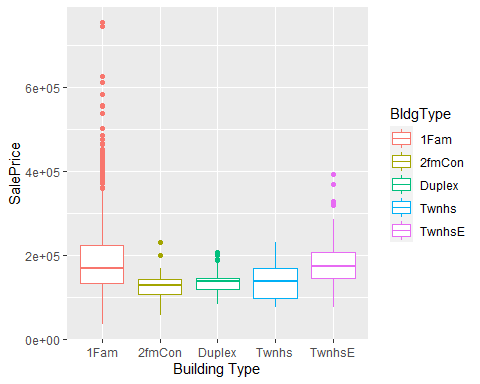 6e+05
4e+05
2e+05
0e+00
SalePrice
1Fam 2fmCon Duplex Twnhs TwnhsE
Building Type
BldgType
1Fam
2fmCon
Duplex
Twnhs
TwnhsE